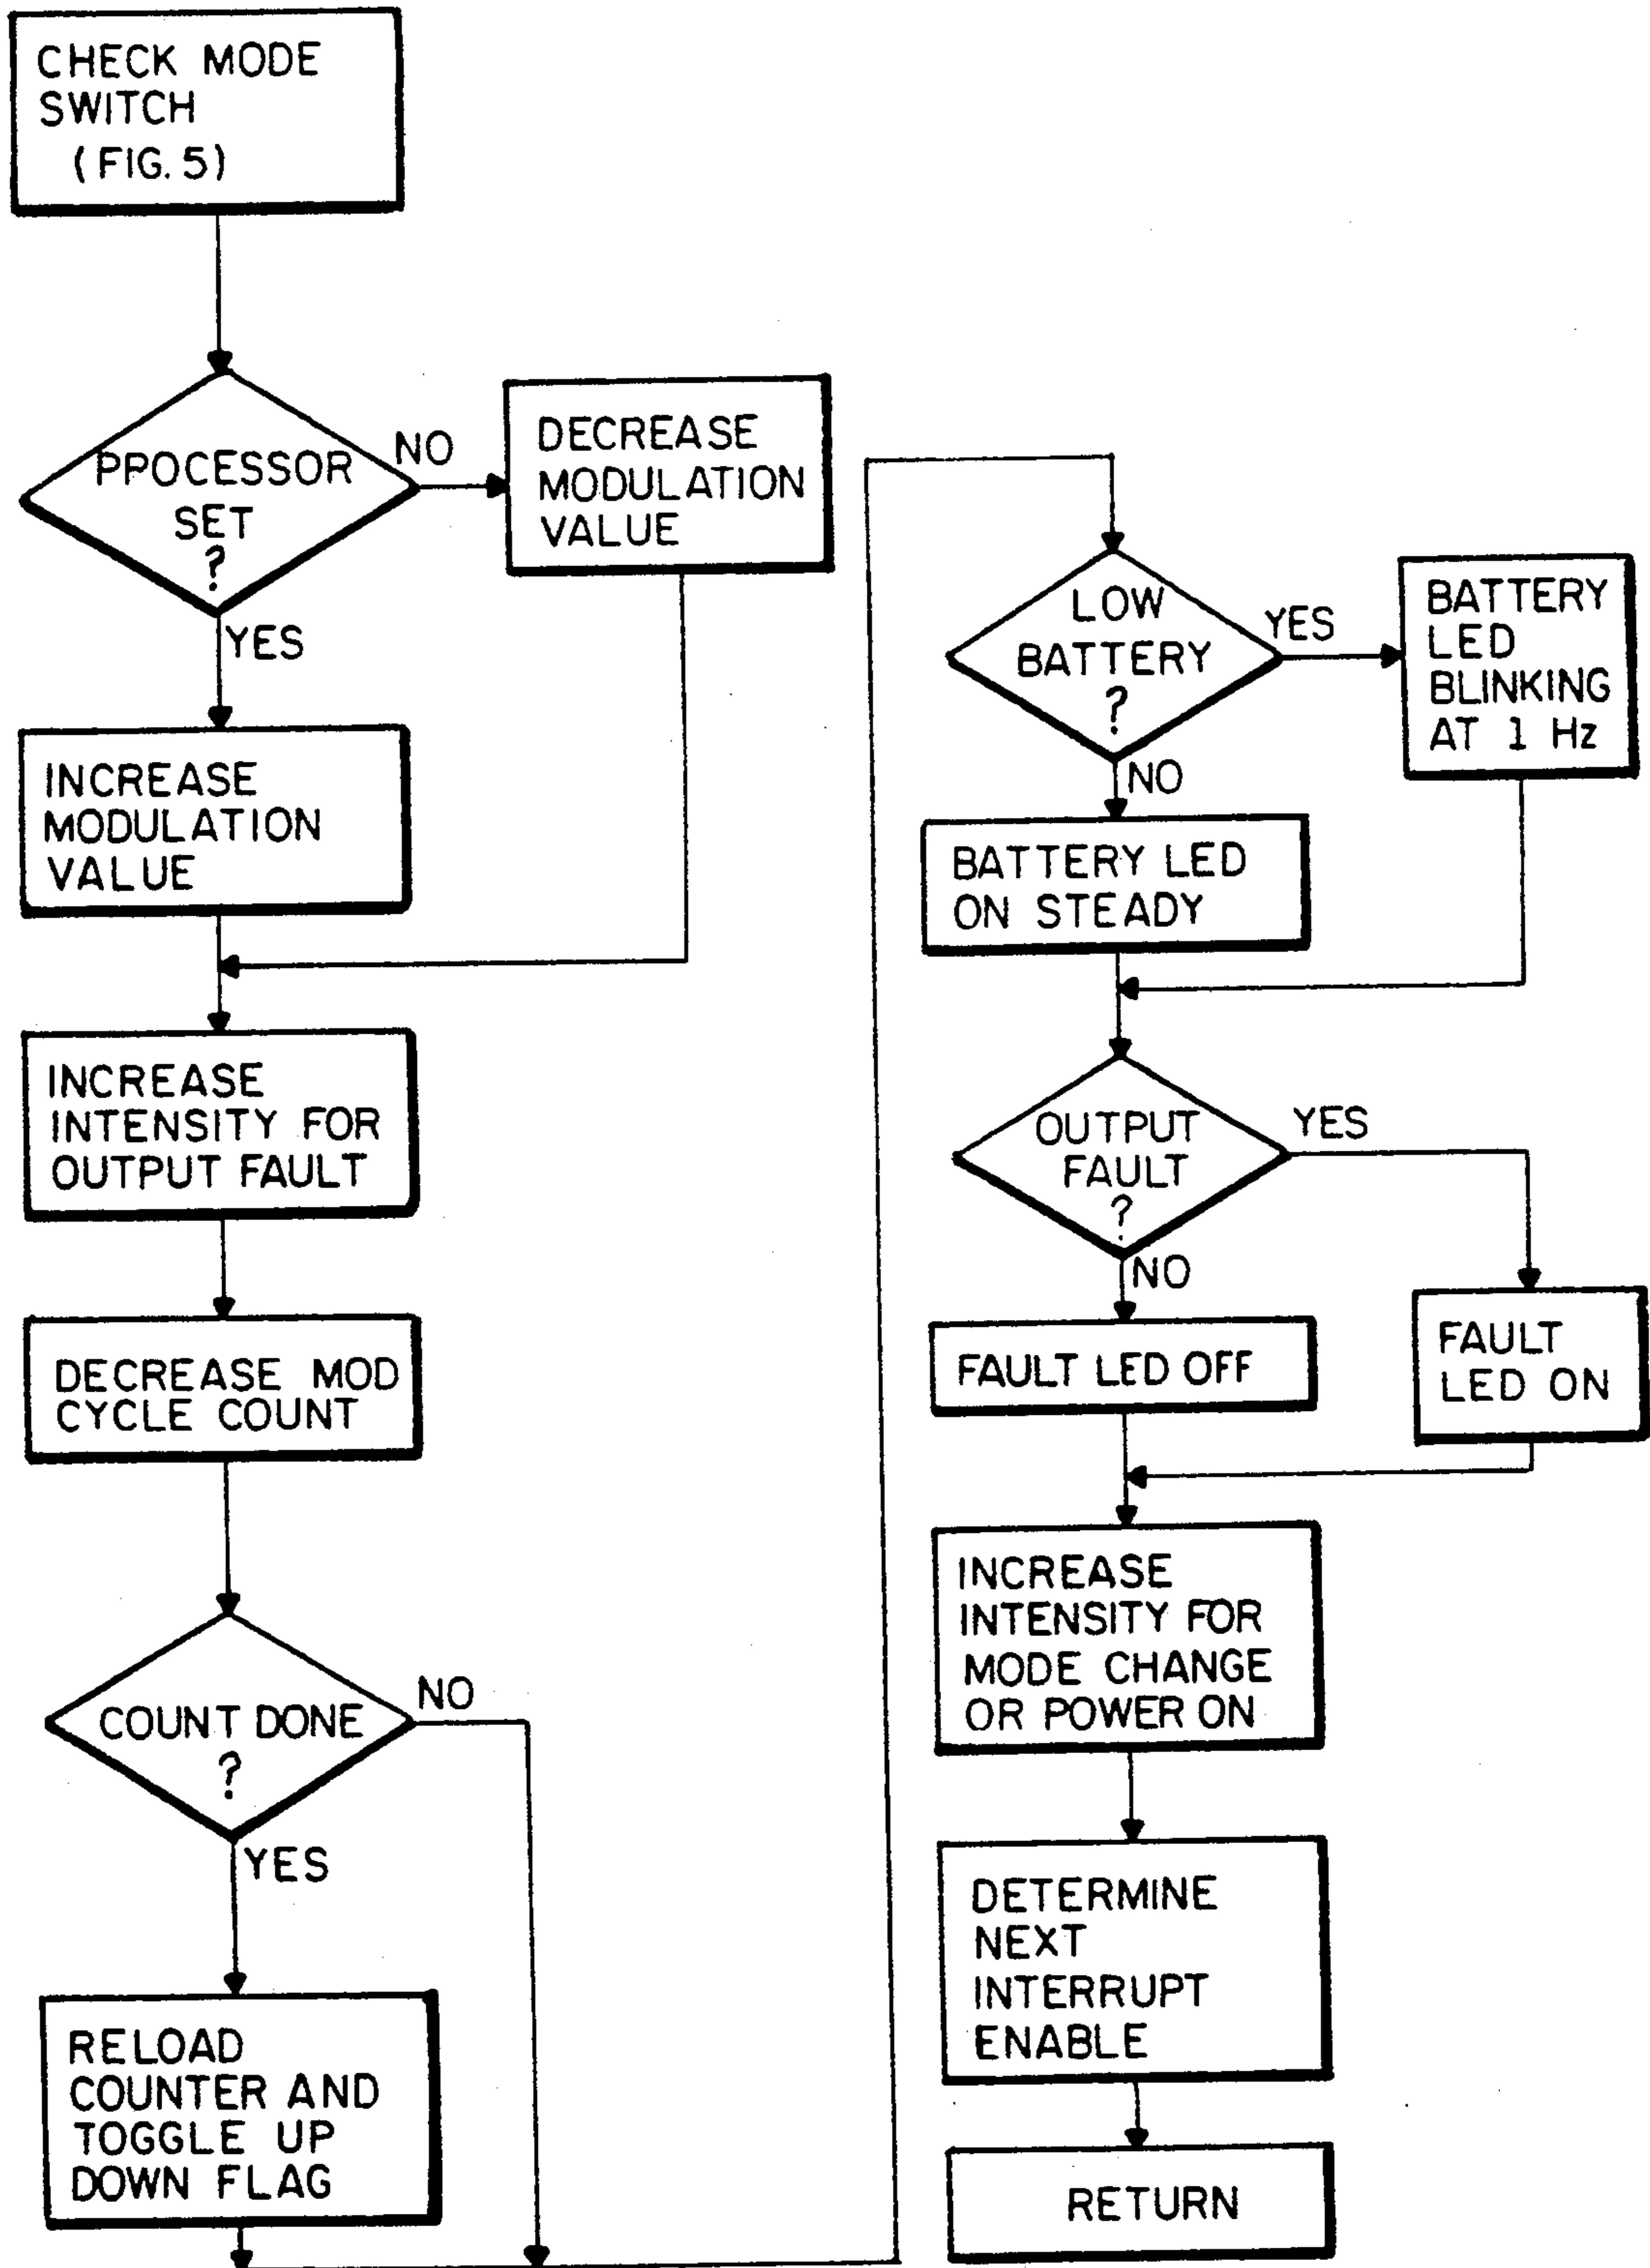 CHECK MODE
SWITCH
(FIG. 5)
PPOCESSOR
SET
?
NO
DECREASE
MODULATION
VALUE
YES
INCREASE
MODULATION
VALUE
INCREASE
INTENSITY FOR
OUTPUT FAULT
DECREASE MOD
CYCLE COUNT
COUNT DONE
?
NO
YES
RELOAD
COUNTER AND
TOGGLE UP
DOWN FLAG
LOW
BATTERY
?
YES
BATTERY
LED
BLINKING
AT 1 Hz
NO
BATTERY LED
ON STEADY
OUTPUT
FAULT
?
YES
NO
FAULT LED OFF
FAULT
LED ON
INCREASE
INTENSITY FOR
MODE CHANGE
OR POWER ON
DETERMINE
NEXT
INTERRUPT
ENABLE
RETURN